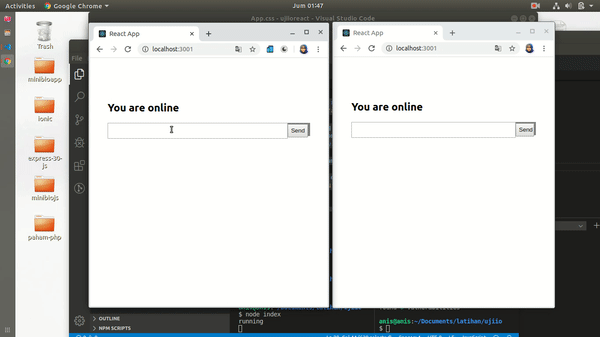 Activities
Google Chrome
Jum 01:47
App.css - ujiioreact - Visual Studio Code
Trash
minibioapp
ionic
express-30-
js
minibiojs
paham-php
File
React App
localhost:3001
You are online
Send
React App
localhost:3001
You are online
Send
OUTLINE
NPM SCRIPTS
$ node index
running
$
anis@anis:~/Documents/latihan/ujiio
$